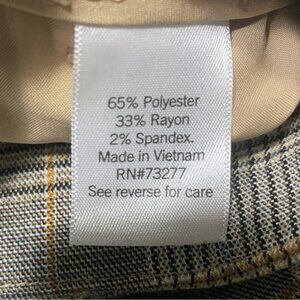 65% Polyester
33% Rayon
2% Spandex.
Made in Vietnam
RN#73277
See reverse for care